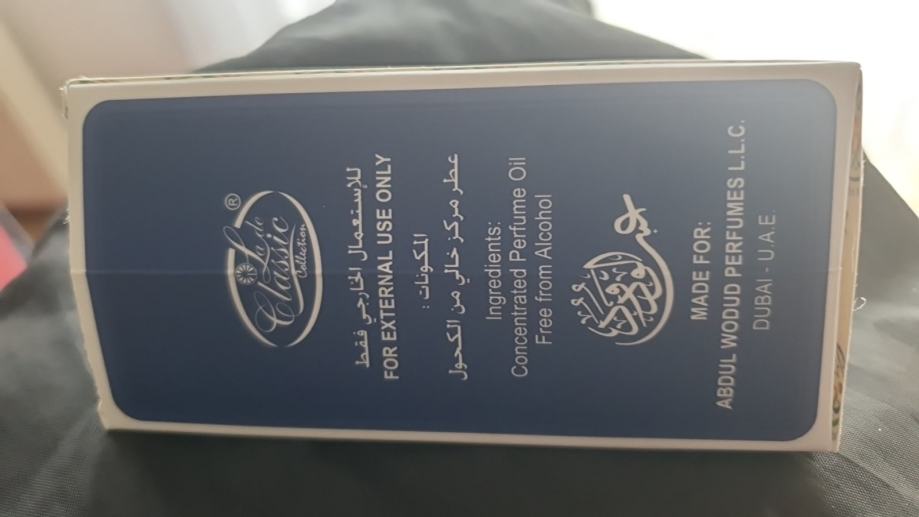 La de
Classic
Collection
®
للإستعمال الخارجي فقط
FOR EXTERNAL USE ONLY
المكونات :
عطر مركز خالي من الكحول
Ingredients:
Concentrated Perfume Oil
Free from Alcohol
عبدالودود
MADE FOR:
ABDUL WODUD PERFUMES L.L.C.
DUBAI - U.A.E.